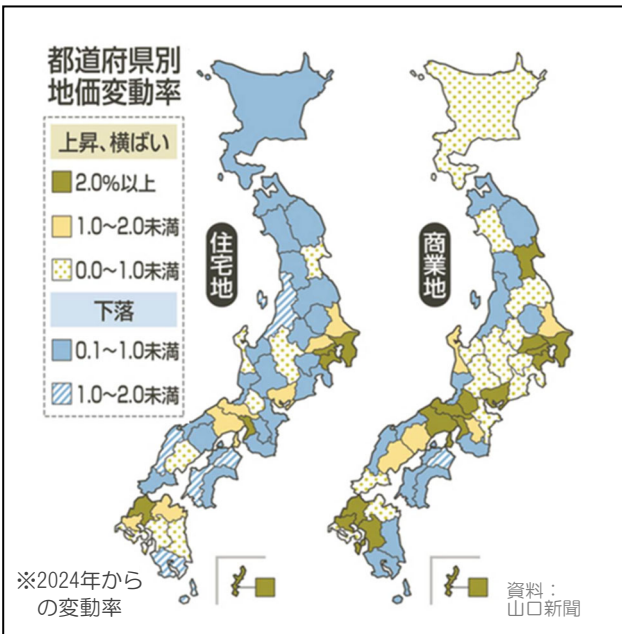 都道府県別
地価変動率
上昇、横ばい
2.0%以上
1.0〜2.0未満
0.0〜1.0未満
下落
0.1〜1.0未満
1.0〜2.0未満
住宅地
商業地
※2024年から
の変動率
資料：
山口新聞